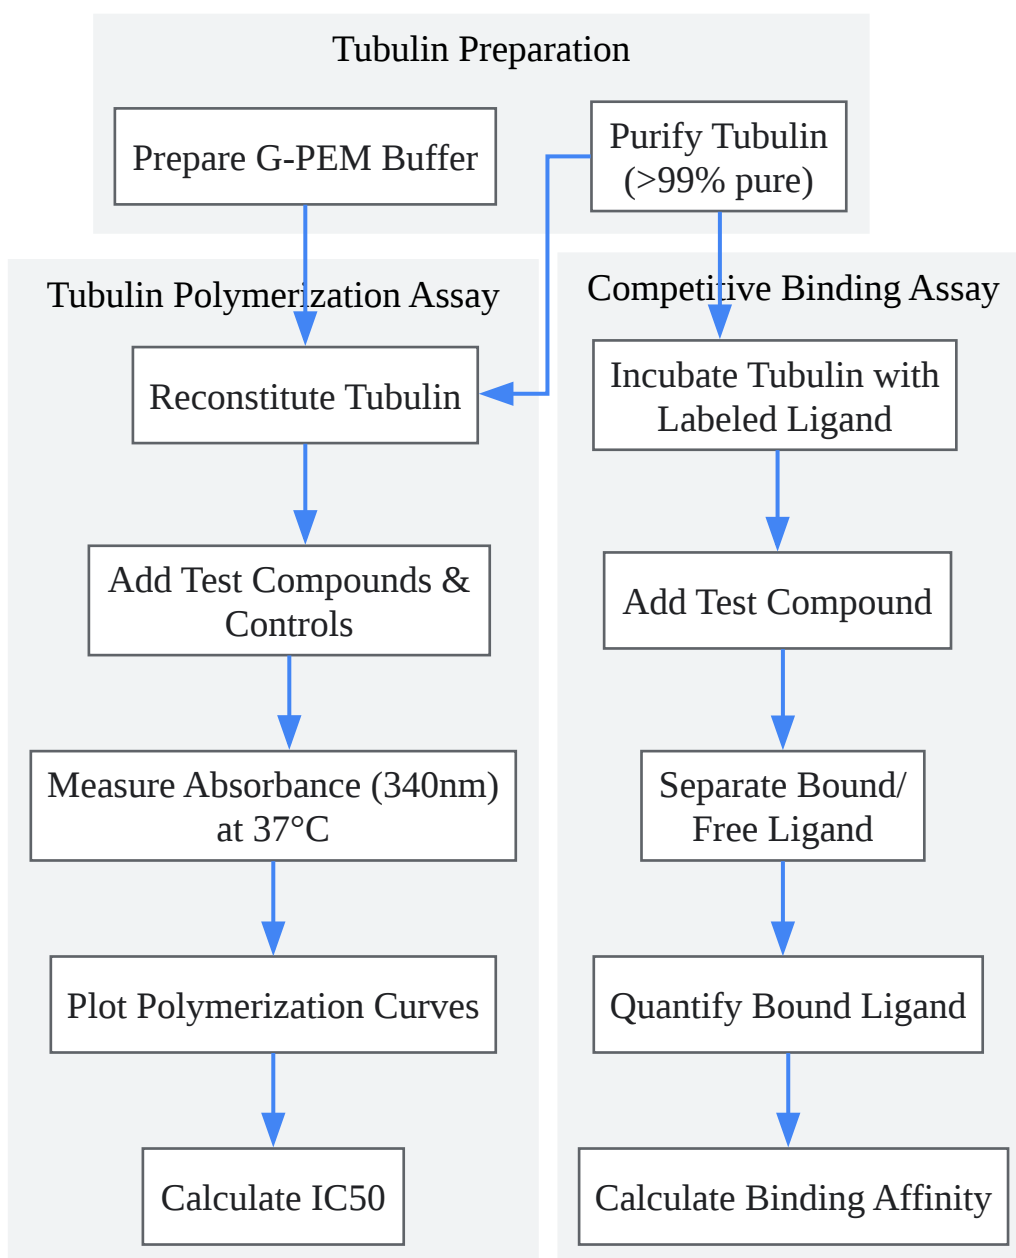 Tubulin Preparation
Prepare G-PEM Buffer
Purify Tubulin
(>99% pure)
Tubulin Polymerization Assay
Reconstitute Tubulin
Add Test Compounds &
Controls
Measure Absorbance (340nm)
at 37°C
Plot Polymerization Curves
Calculate IC50
Competitive Binding Assay
Incubate Tubulin with
Labeled Ligand
Add Test Compound
Separate Bound/
Free Ligand
Quantify Bound Ligand
Calculate Binding Affinity